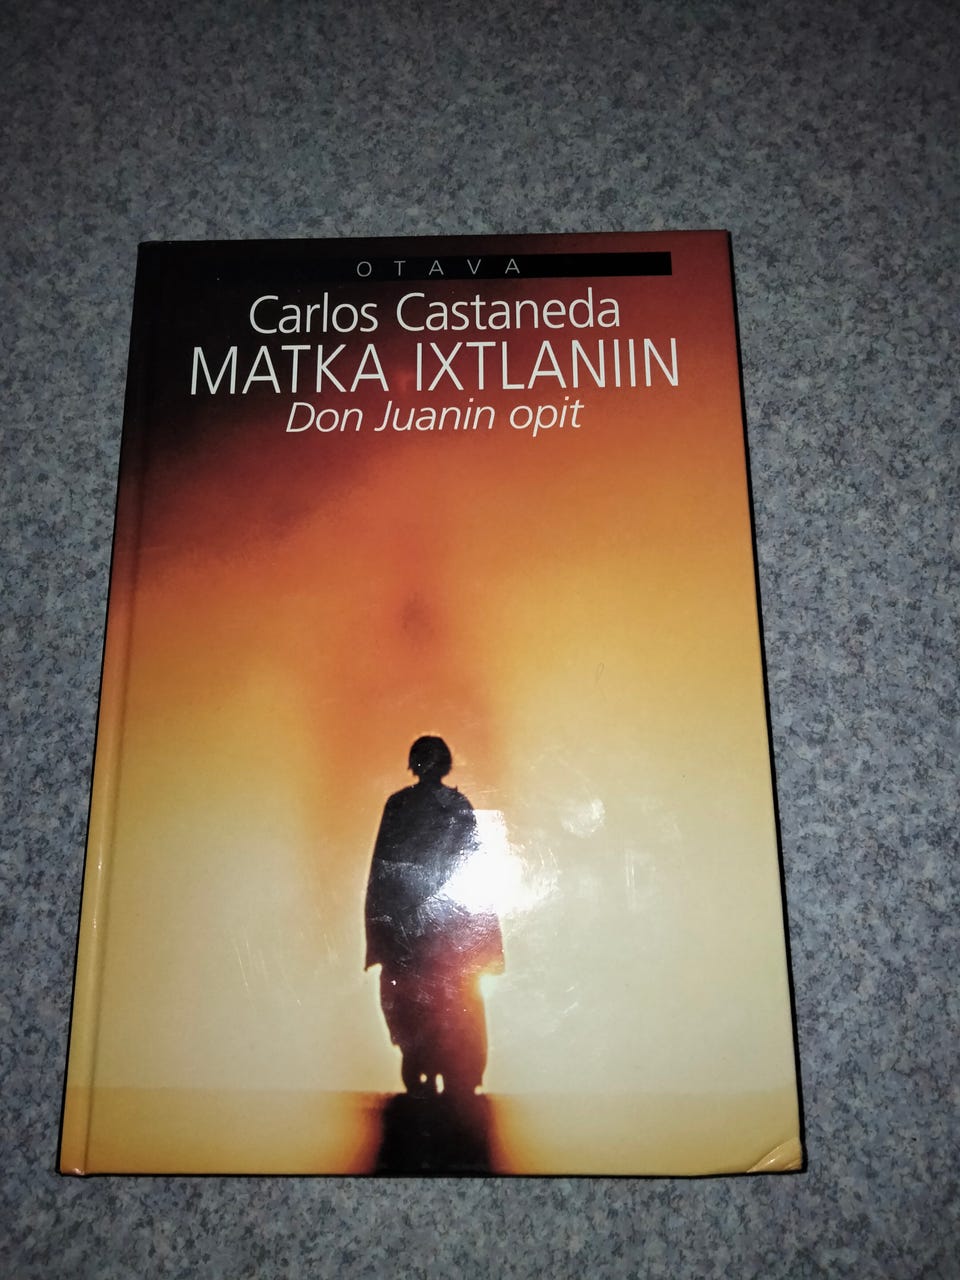 OTAVA
Carlos Castaneda
MATKA IXTLANIIN
Don Juanin opit